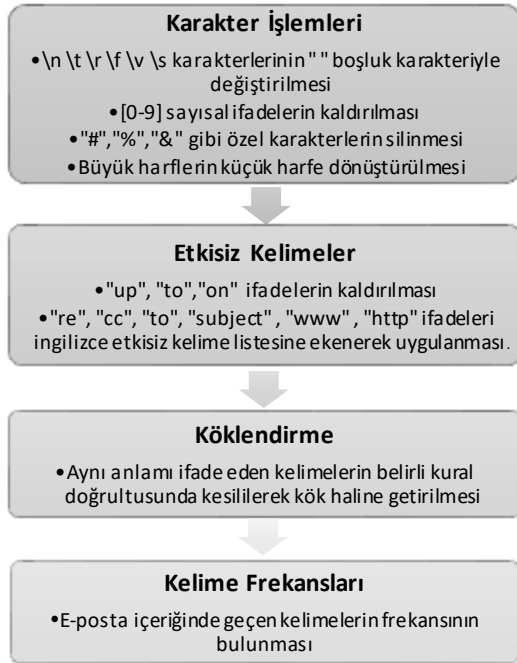 Karakter İşlemleri
•\n \t \r \f \v \s karakterlerinin " " boşluk karakteriyle
değiştirilmesi
•[0-9] sayısal ifadelerin kaldırılması
•"#","%","&" gibi özel karakterlerin silinmesi
•Büyük harflerin küçük harfe dönüştürülmesi
Etkisiz Kelimeler
•"up", "to","on" ifadelerin kaldırılması
•"re", "cc", "to", "subject" , "www" , "http" ifadeleri
ingilizce etkisiz kelime listesine ekenerek uygulanması.
Köklendirme
•Aynı anlamı ifade eden kelimelerin belirli kural
doğrultusunda kesililerek kök haline getirilmesi
Kelime Frekansları
•E-posta içeriğinde geçen kelimelerin frekansının
bulunması